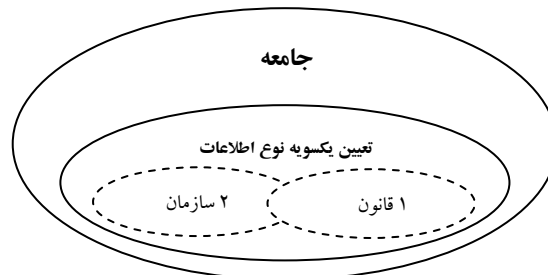 جامعه
تعیین یکسویه نوع اطلاعات
۱ قانون
۲ سازمان